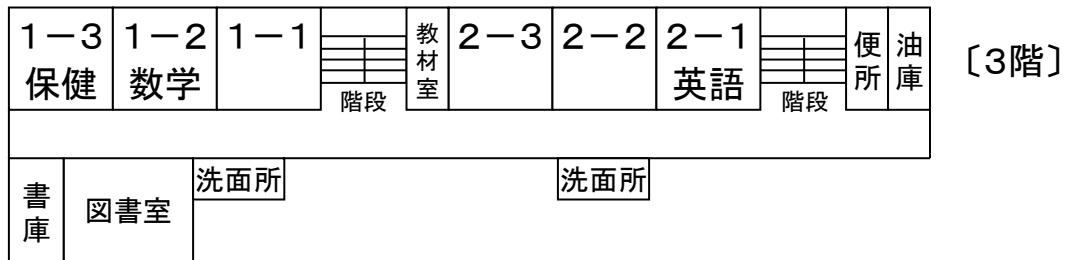 1－3
保健
1－2
数学
1－1
階段
教材室
2－3
2－2
2－1
英語
階段
便所
油庫
〔3階〕
書庫
図書室
洗面所
洗面所